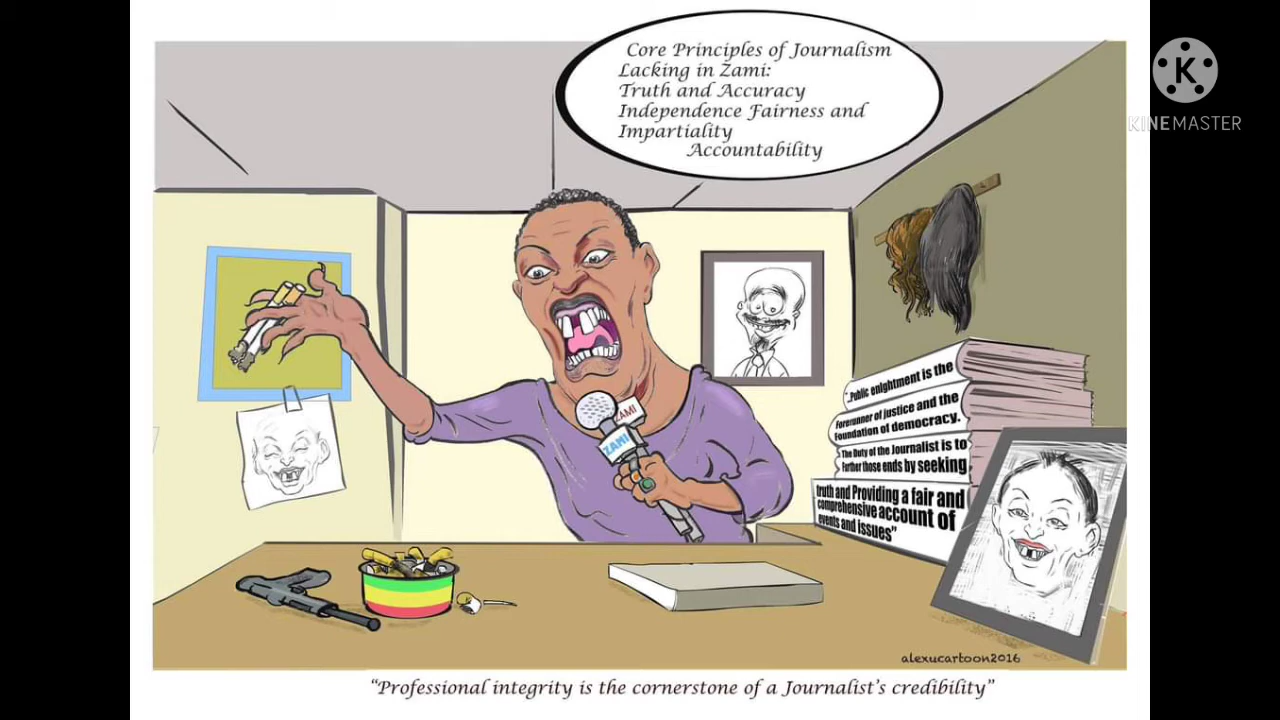 Core Principles of Journalism
Lacking in Zami:
Truth and Accuracy
Independence Fairness and
Impartiality
Accountability
KINEMASTER
ZAMI
ZAMI
"..Public enlghtment is the
Forerunner of justice and the
Foundation of democracy.
The Duty of the Journalist is to
Farther those ends by seeking
truth and Providing a fair and
comprehensive account of
events and issues"
alexucartoon2016
"Professional integrity is the cornerstone of a Journalist's credibility"